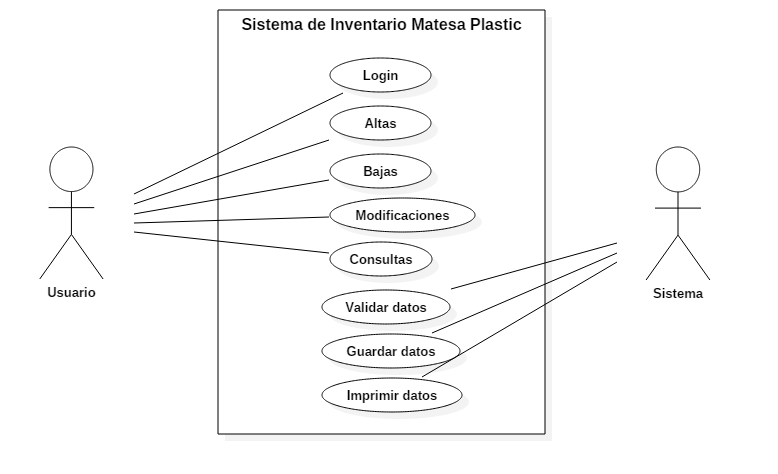 Sistema de Inventario Matesa Plastic
Login
Altas
Bajas
Modificaciones
Consultas
Usuario
Sistema
Validar datos
Guardar datos
Imprimir datos